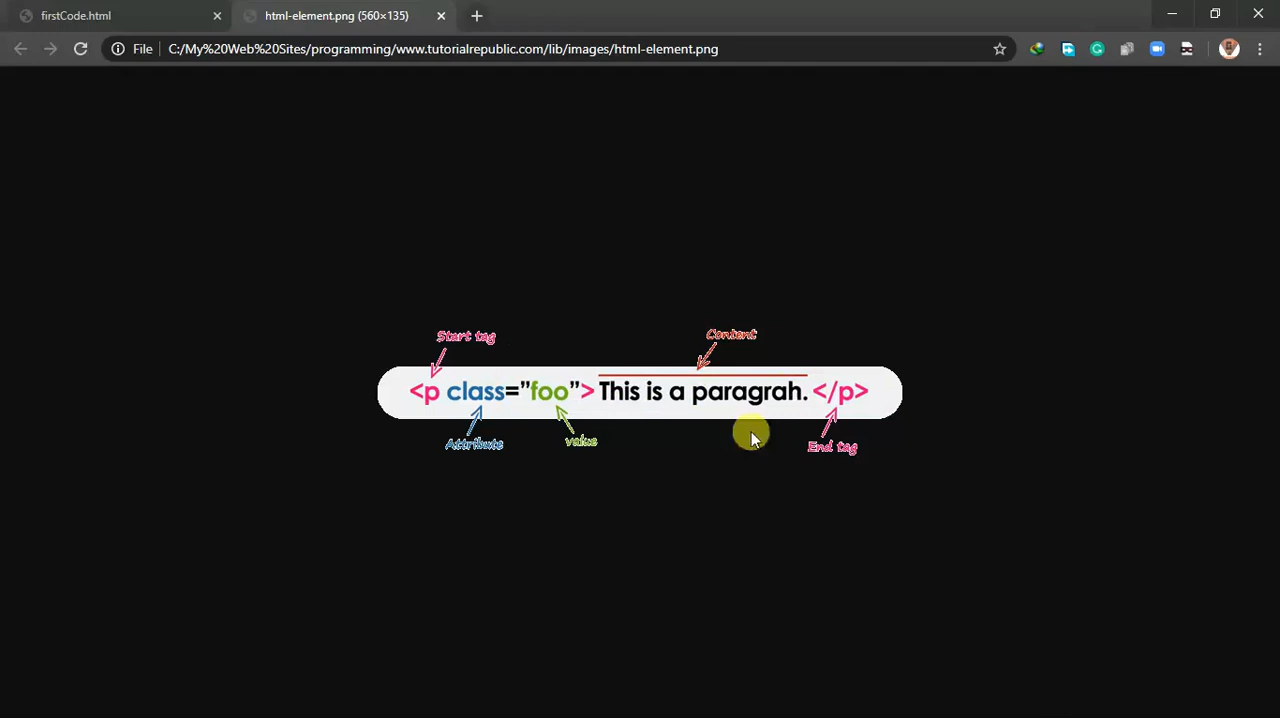 firstCode.html
html-element.png (560×135)
File
C:/My%20Web%20Sites/programming/www.tutorialrepublic.com/lib/images/html-element.png
Start tag
Content
<p class=”foo”>This is a paragrah.</p>
Attribute
value
End tag